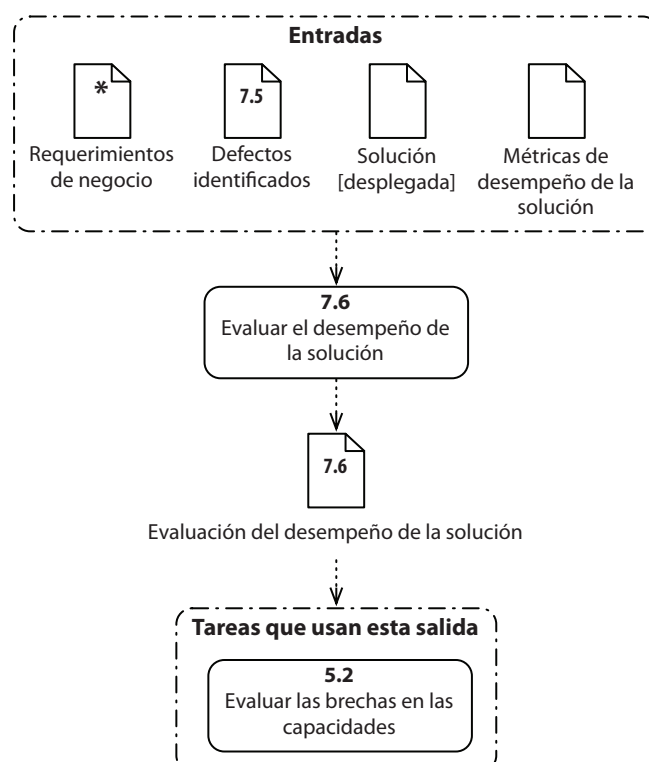 Entradas
*
7.5
Requerimientos
de negocio
Defectos
identificados
Solución
[desplegada]
Métricas de
desempeño de la
solución
7.6
Evaluar el desempeño de
la solución
7.6
Evaluación del desempeño de la solución
Tareas que usan esta salida
5.2
Evaluar las brechas en las
capacidades